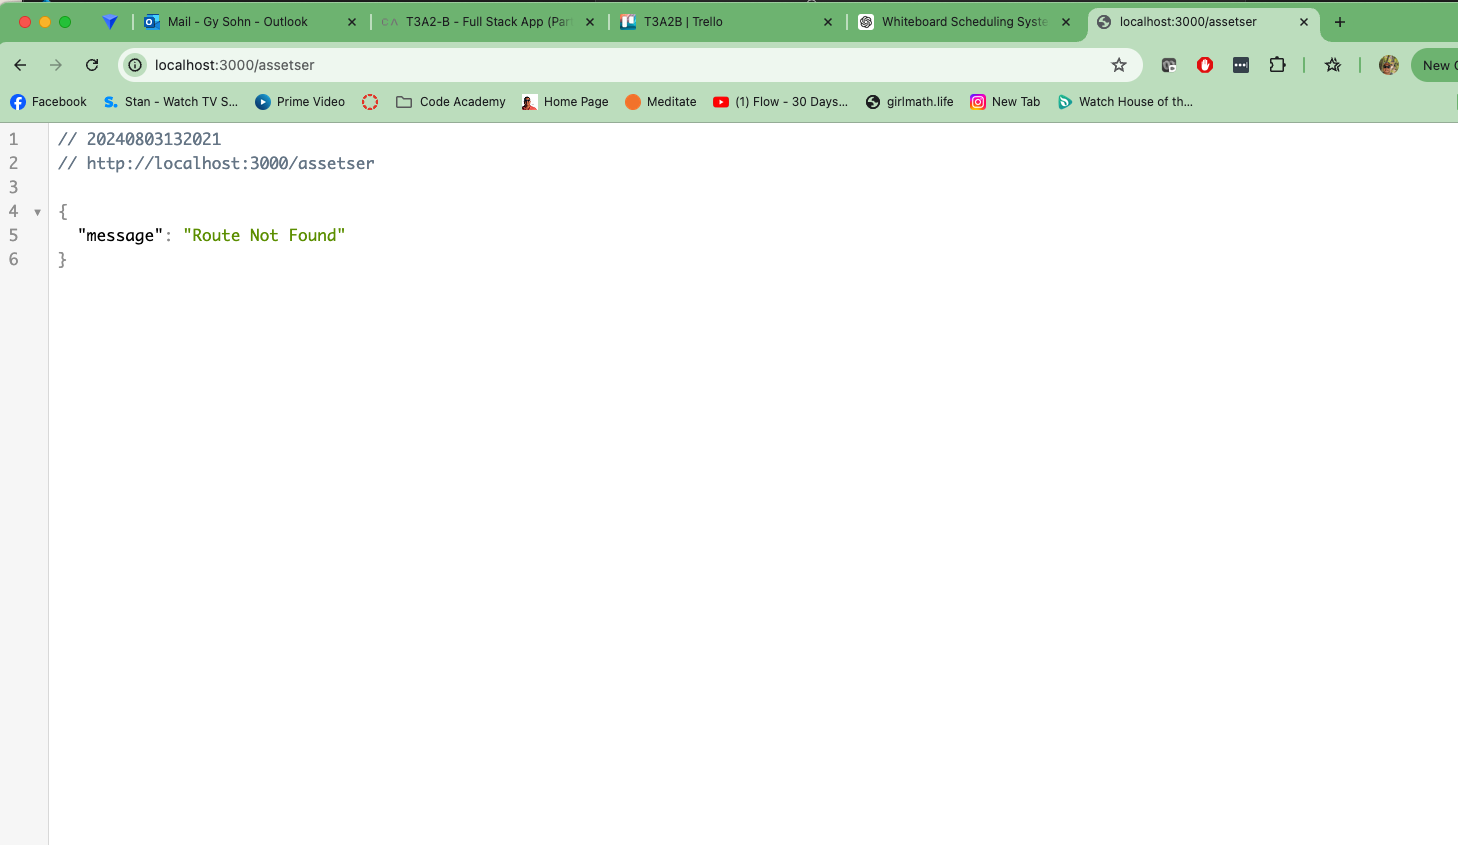 Mail - Gy Sohn - Outlook
T3A2-B - Full Stack App (Par
T3A2B | Trello
Whiteboard Scheduling Syste
localhost:3000/assetser
localhost:3000/assetser
New
Facebook
S. Stan - Watch TV S...
Prime Video
Code Academy
Home Page
Meditate
(1) Flow - 30 Days...
girlmath.life
New Tab
Watch House of th...
1 // 20240803132021
2 // http://localhost:3000/assetser
3
4 {
5 "message": "Route Not Found"
6 }